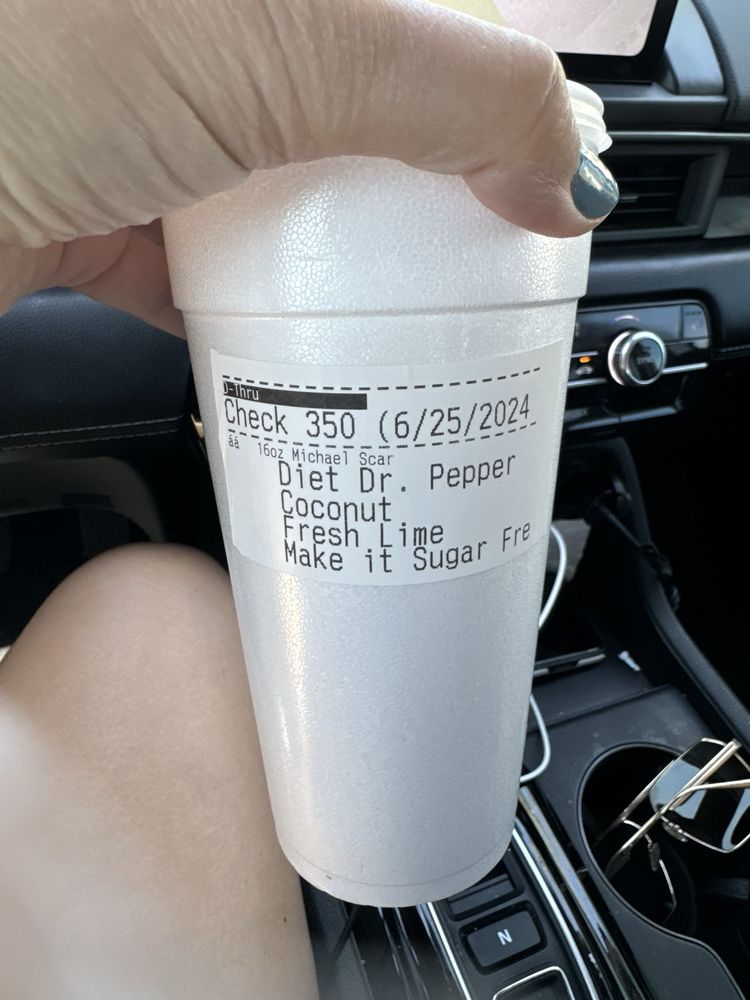 D-Thru
Check 350 (6/25/2024
áá 16oz Michael Scar
Diet Dr. Pepper
Coconut
Fresh Lime
Make it Sugar Fre
SYNC
N